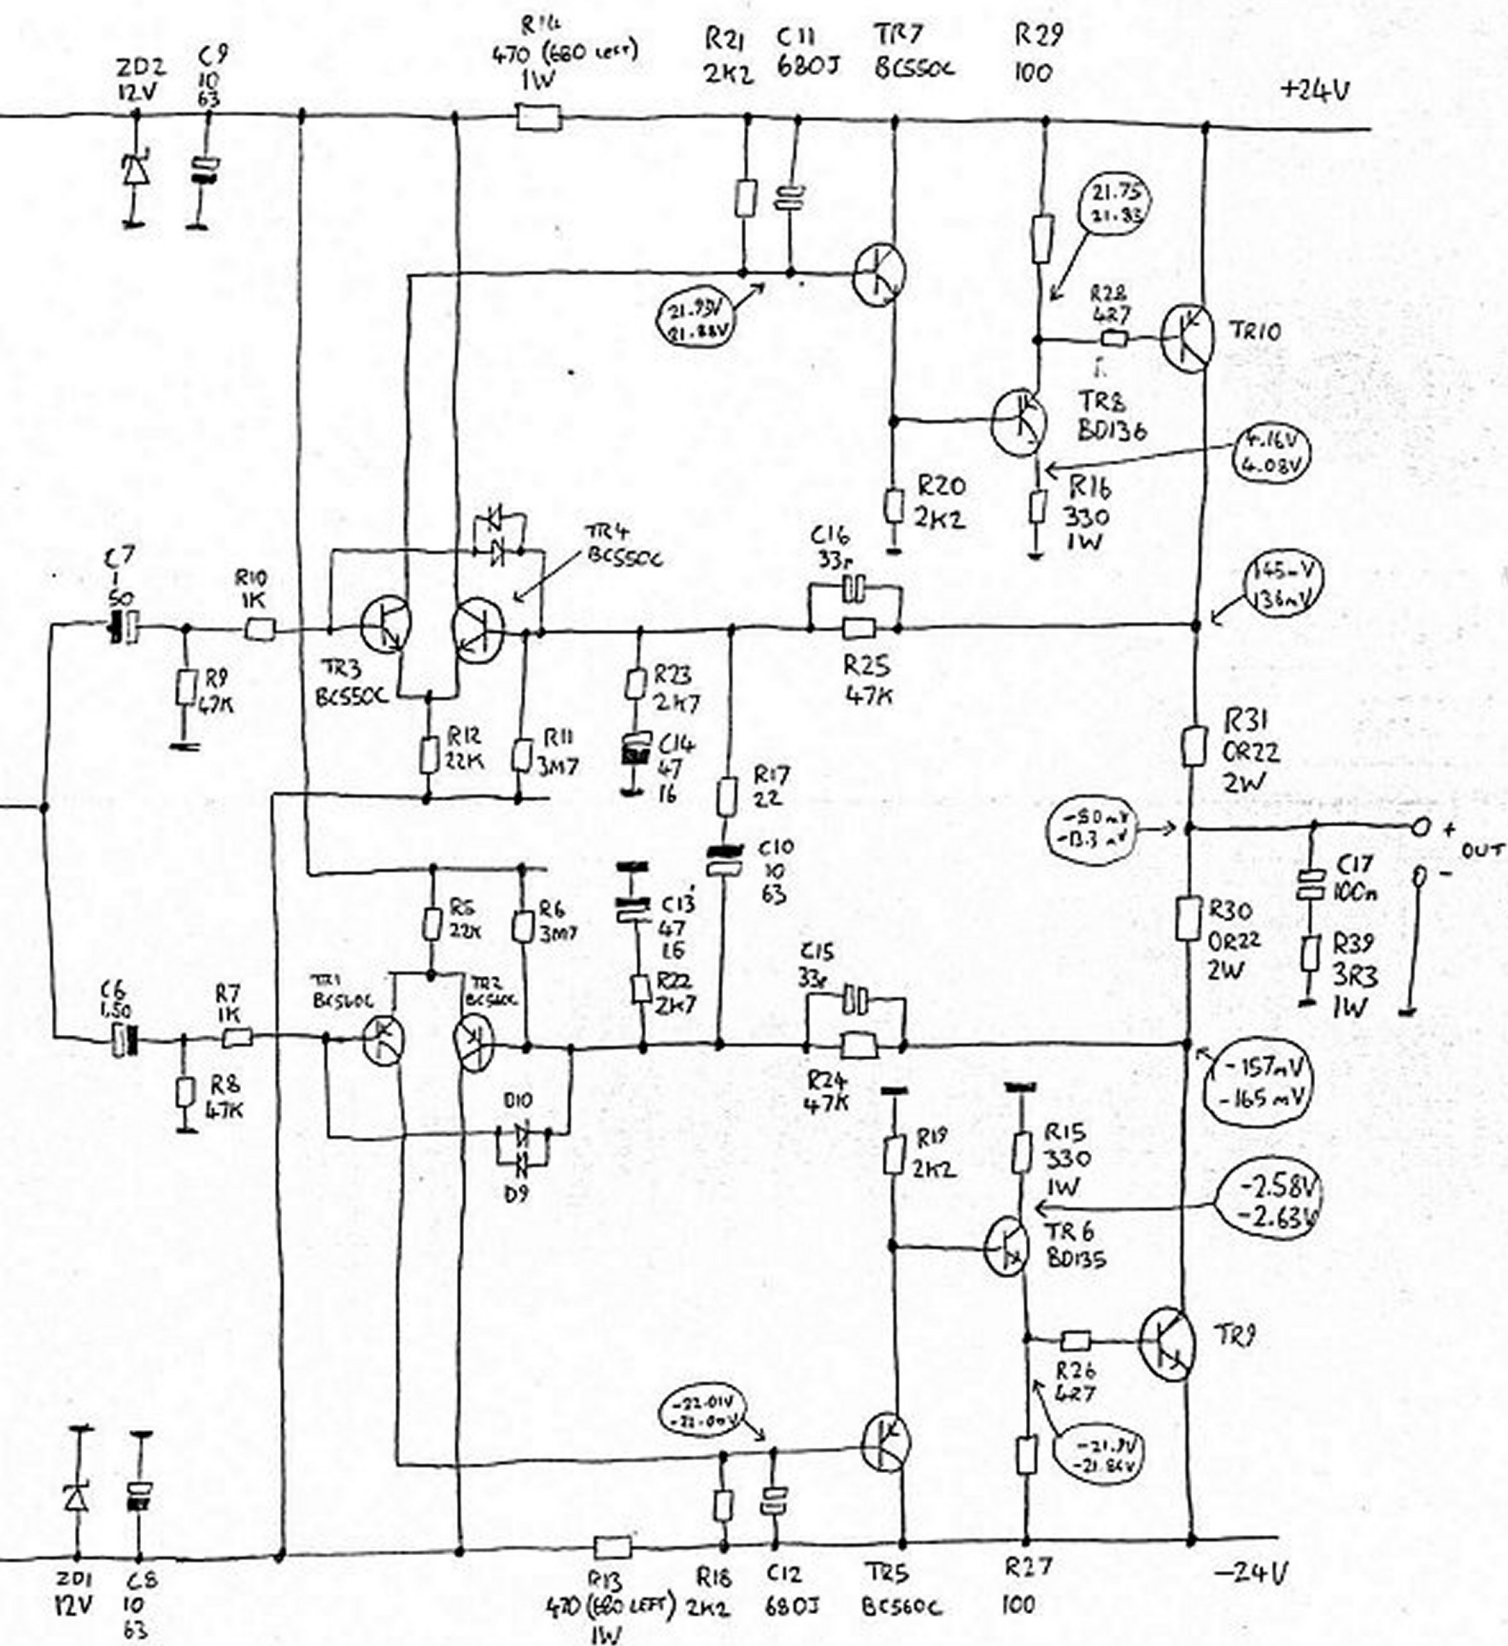 R14
470 (680 LEFT)
1W
R21
2K2
C11
680J
TR7
BC550C
R29
100
ZD2
12V
C9
10
63
+24V
21.75
21.83
21.93V
21.88V
R28
4R7
TR10
TR8
BD136
4.16V
4.08V
R20
2K2
R16
330
1W
TR4
BC550C
C16
33p
C7
1
50
R10
1K
145mV
136mV
R9
47K
TR3
BC550C
R23
2K7
R25
47K
R12
22K
R11
3M7
C14
47
16
R17
22
R31
0R22
2W
-13.3mV
+
OUT
-
C10
10
63
C17
100n
R5
22K
R6
3M7
C13
47
16
R30
0R22
2W
R39
3R3
1W
TR1
BC560C
TR2
BC560C
R22
2K7
C15
33p
C6
1,50
R7
1K
R8
47K
R24
47K
-157mV
-165mV
D10
D9
R19
2K2
R15
330
1W
-2.58V
-2.63V
TR6
BD135
TR9
R26
4R7
-22.01V
-22.00V
-21.9V
-21.86V
ZD1
12V
C8
10
63
R13
470 (680 LEFT)
1W
R18
2K2
C12
680J
TR5
BC560C
R27
100
-24V